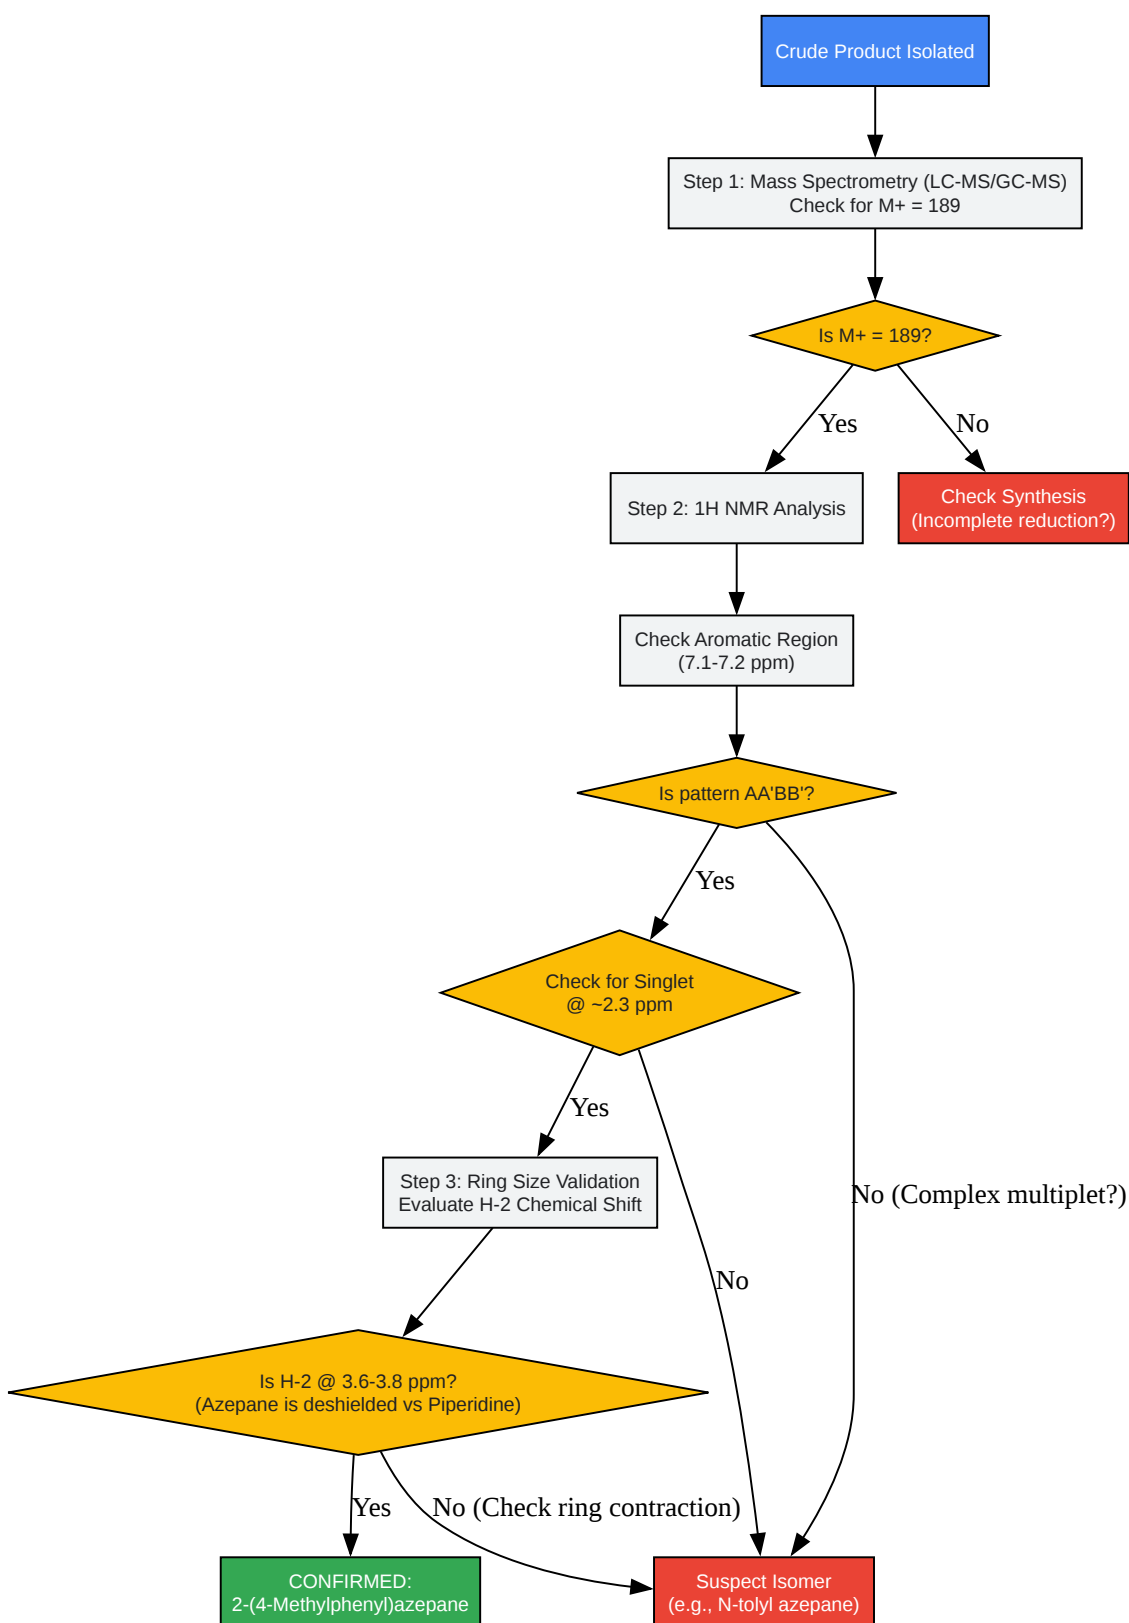 Crude Product Isolated
Step 1: Mass Spectrometry (LC-MS/GC-MS)
Check for M+ = 189
Is M+ = 189?
Yes
No
Step 2: 1H NMR Analysis
Check Synthesis
(Incomplete reduction?)
Check Aromatic Region
(7.1-7.2 ppm)
Is pattern AA'BB'?
Yes
Check for Singlet
@ ~2.3 ppm
Yes
Step 3: Ring Size Validation
Evaluate H-2 Chemical Shift
No (Complex multiplet?)
No
Is H-2 @ 3.6-3.8 ppm?
(Azepane is deshielded vs Piperidine)
Yes
No (Check ring contraction)
CONFIRMED:
2-(4-Methylphenyl)azepane
Suspect Isomer
(e.g., N-tolyl azepane)